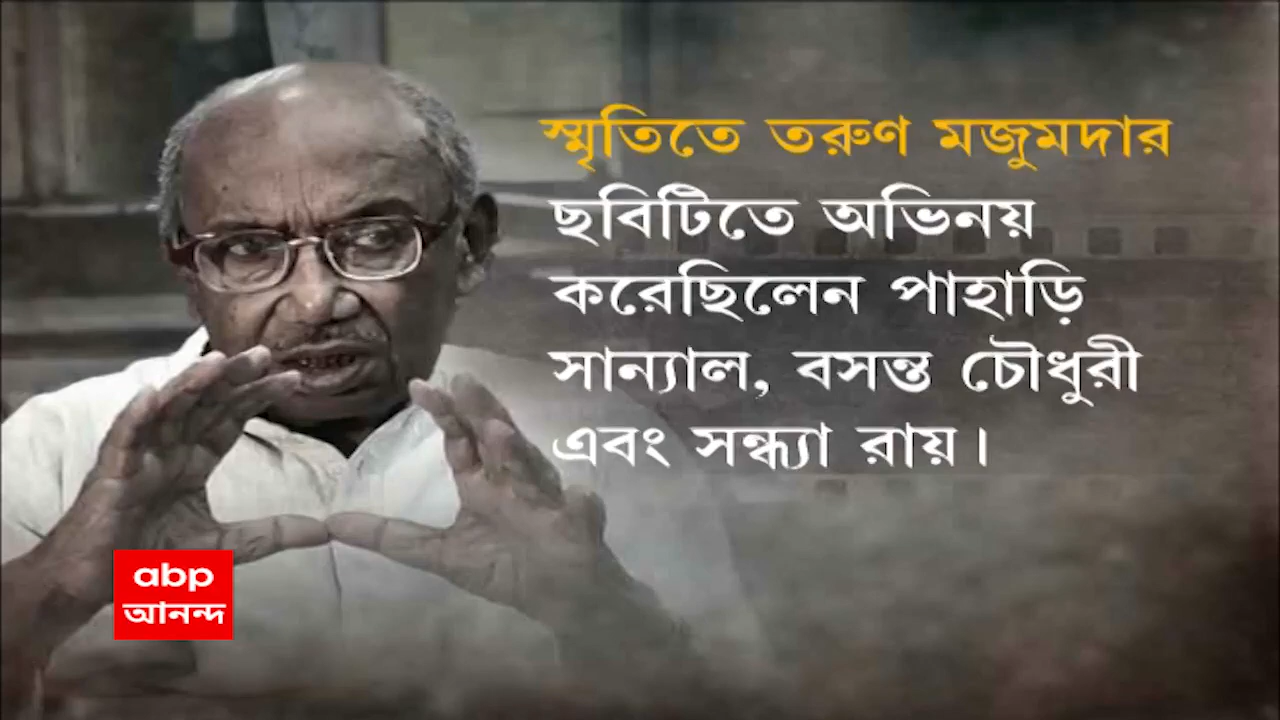 স্মৃতিতে তরুণ মজুমদার
ছবিটিতে অভিনয়
করেছিলেন পাহাড়ি
সান্যাল, বসন্ত চৌধুরী
এবং সন্ধ্যা রায়।
abp
আনন্দ